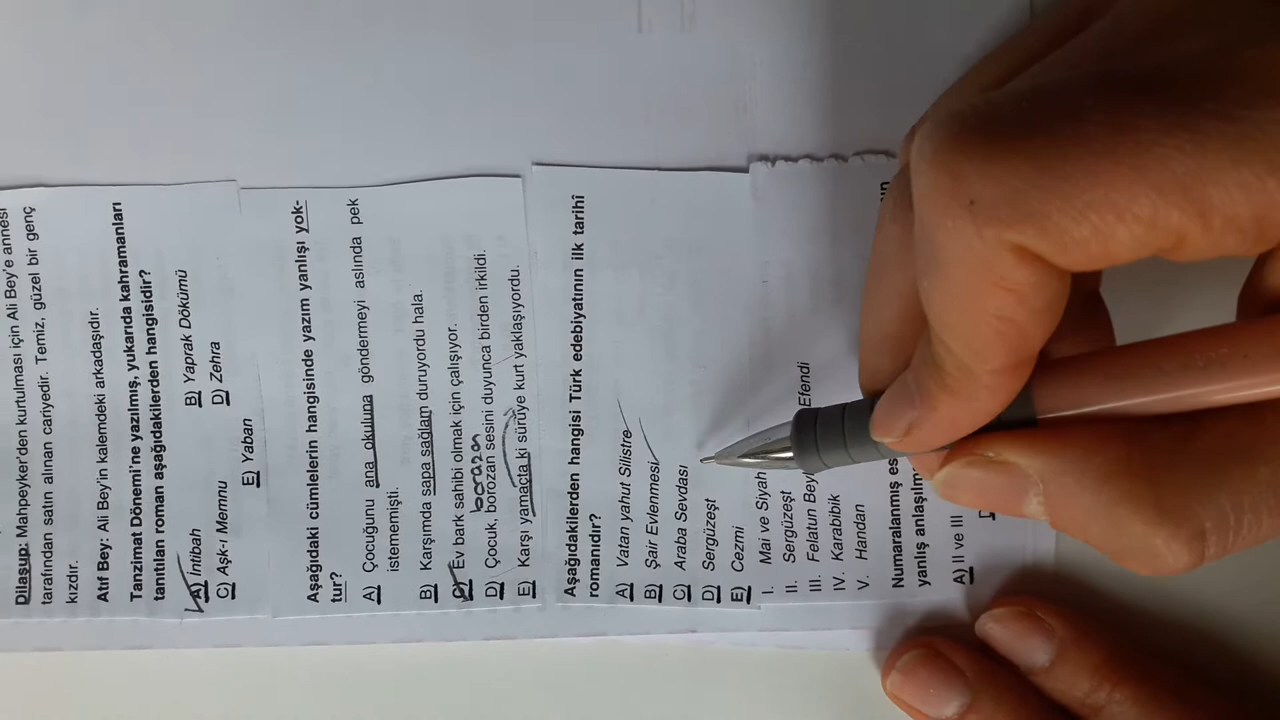 Dilaşup: Mahpeyker'den kurtulması için Ali Bey'e annesi
tarafından satın alınan cariyedir. Temiz, güzel bir genç
kızdır.
Atıf Bey: Ali Bey'in kalemdeki arkadaşıdır.
Tanzimat Dönemi'ne yazılmış, yukarıda kahramanları
tanıtılan roman aşağıdakilerden hangisidir?
A) İntibah B) Yaprak Dökümü
C) Aşk-ı Memnu D) Zehra
E) Yaban
Aşağıdaki cümlelerin hangisinde yazım yanlışı yok-
tur?
A) Çocuğunu ana okuluna göndermeyi aslında pek
istememişti.
B) Karşımda sapa sağlam duruyordu hala.
C) Ev bark sahibi olmak için çalışıyor.
borazan
D) Çocuk, borozan sesini duyunca birden irkildi.
E) Karşı yamaçta ki sürüye kurt yaklaşıyordu.
Aşağıdakilerden hangisi Türk edebiyatının ilk tarihî
romanıdır?
A) Vatan yahut Silistre
B) Şair Evlenmesi
C) Araba Sevdası
D) Sergüzeşt
E) Cezmi
I. Mai ve Siyah
II. Sergüzeşt
III. Felatun Bey Efendi
IV. Karabibik
V. Handan
Numaralanmış
yanlış
A) II ve III